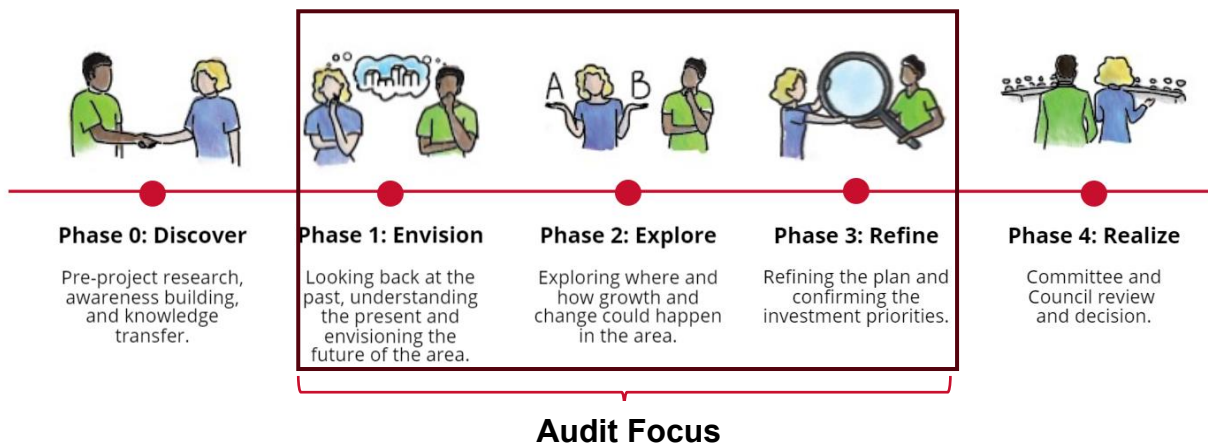 A B
Phase 0: Discover
Pre-project research,
awareness building,
and knowledge
transfer.
Phase 1: Envision
Looking back at the
past, understanding
the present and
envisioning the
future of the area.
Phase 2: Explore
Exploring where and
how growth and
change could happen
in the area.
Phase 3: Refine
Refining the plan and
confirming the
investment priorities.
Phase 4: Realize
Committee and
Council review
and decision.
Audit Focus